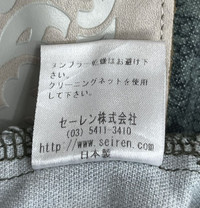 タンブラー乾燥はお避け下
さい。
クリーニングネットを使用て
下さい。
セーレン株式会社
(03) 5411-3410
http://www.seiren.com
日本製